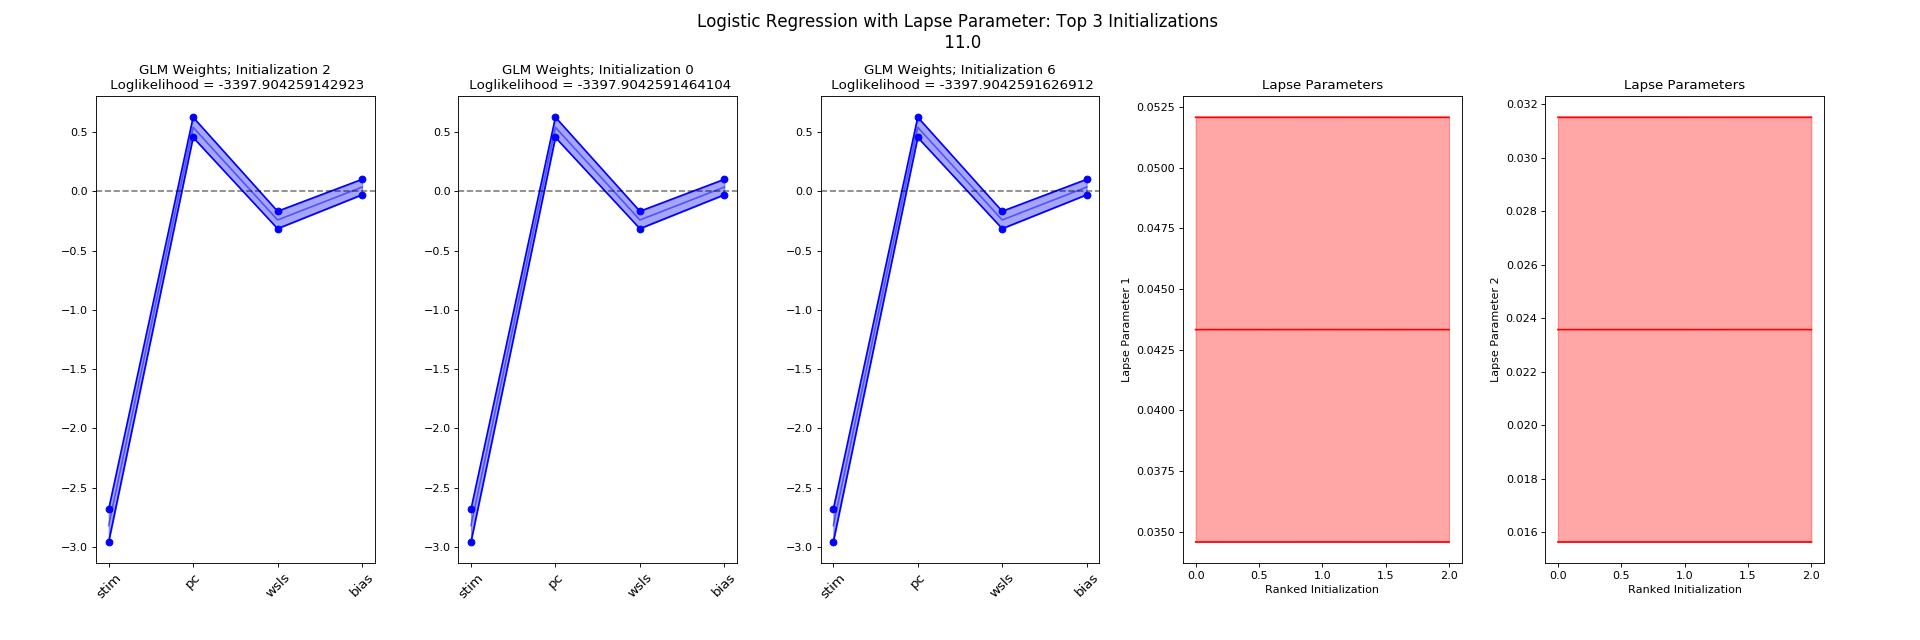 Logistic Regression with Lapse Parameter: Top 3 Initializations
11.0
GLM Weights; Initialization 2
Loglikelihood = -3397.904259142923
0.5
0.0
−0.5
−1.0
−1.5
−2.0
−2.5
−3.0
stim
pc
wsls
bias
GLM Weights; Initialization 0
Loglikelihood = -3397.9042591464104
0.5
0.0
−0.5
−1.0
−1.5
−2.0
−2.5
−3.0
stim
pc
wsls
bias
GLM Weights; Initialization 6
Loglikelihood = -3397.9042591626912
0.5
0.0
−0.5
−1.0
−1.5
−2.0
−2.5
−3.0
stim
pc
wsls
bias
Lapse Parameters
Lapse Parameter 1
0.0525
0.0500
0.0475
0.0450
0.0425
0.0400
0.0375
0.0350
0.0
0.5
1.0
1.5
2.0
Ranked Initialization
Lapse Parameters
Lapse Parameter 2
0.032
0.030
0.028
0.026
0.024
0.022
0.020
0.018
0.016
0.0
0.5
1.0
1.5
2.0
Ranked Initialization